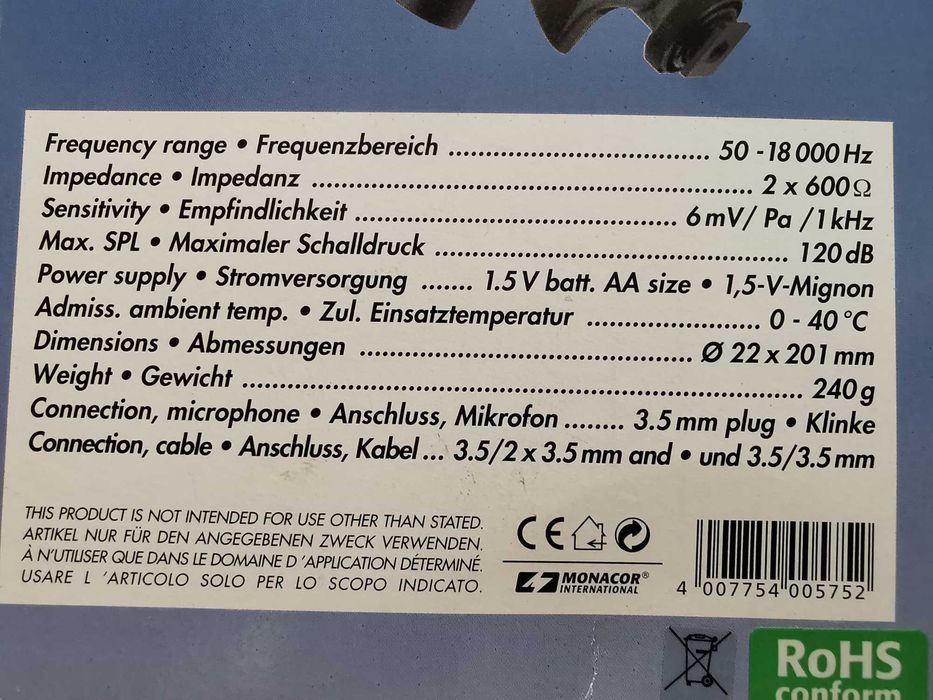 Frequency range • Frequenzbereich .................................... 50 -18 000 Hz
Impedance • Impedanz ............................................................ 2 x 600 Ω
Sensitivity • Empfindlichkeit ........................................... 6 mV/ Pa /1 kHz
Max. SPL • Maximaler Schalldruck ................................................. 120 dB
Power supply • Stromversorgung ....... 1.5 V batt. AA size • 1,5-V-Mignon
Admiss. ambient temp. • Zul. Einsatztemperatur ........................ 0 - 40 °C
Dimensions • Abmessungen ............................................. Ø 22 x 201 mm
Weight • Gewicht ............................................................................ 240 g
Connection, microphone • Anschluss, Mikrofon ........ 3.5 mm plug • Klinke
Connection, cable • Anschluss, Kabel ... 3.5/2 x 3.5 mm and • und 3.5/3.5 mm
THIS PRODUCT IS NOT INTENDED FOR USE OTHER THAN STATED.
ARTIKEL NUR FÜR DEN ANGEGEBENEN ZWECK VERWENDEN.
À N'UTILISER QUE DANS LE DOMAINE D 'APPLICATION DÉTERMINÉ.
USARE L 'ARTICOLO SOLO PER LO SCOPO INDICATO.
CE
MONACOR®
INTERNATIONAL
4 007754 005752
RoHS
conform